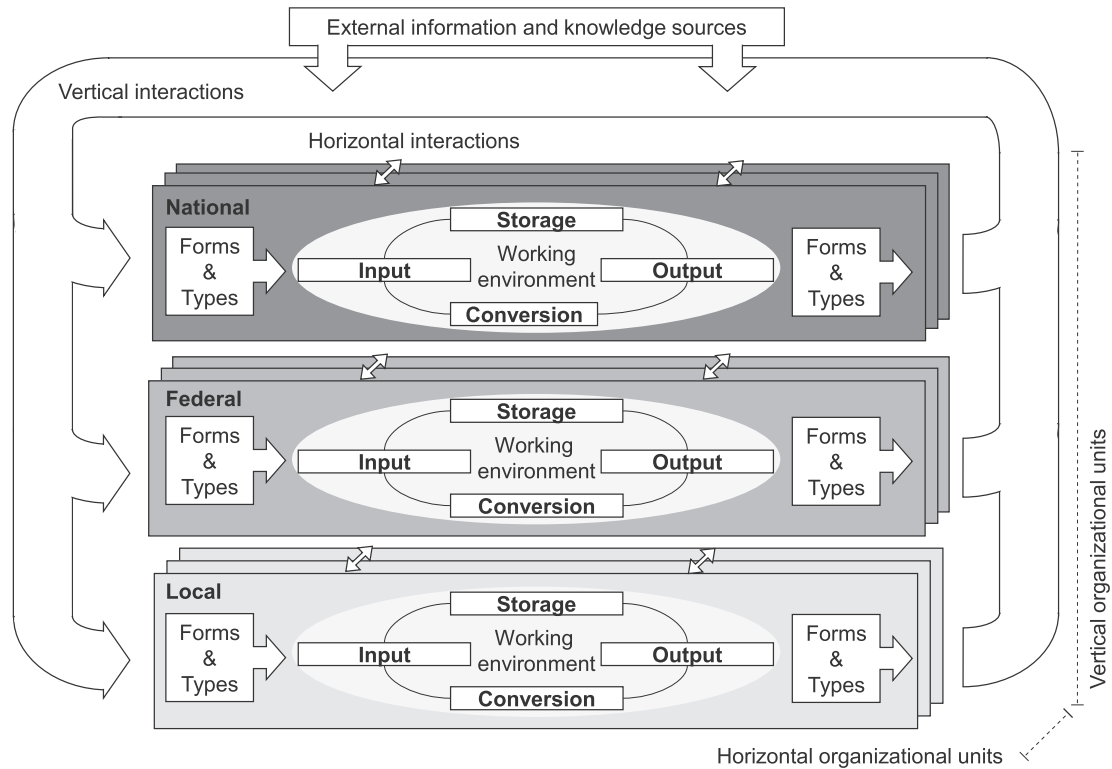 External information and knowledge sources
Vertical interactions
Horizontal interactions
National
Forms
&
Types
Storage
Working
environment
Input
Output
Conversion
Forms
&
Types
Federal
Forms
&
Types
Storage
Working
environment
Input
Output
Conversion
Forms
&
Types
Local
Forms
&
Types
Storage
Working
environment
Input
Output
Conversion
Forms
&
Types
Vertical organizational units
Horizontal organizational units